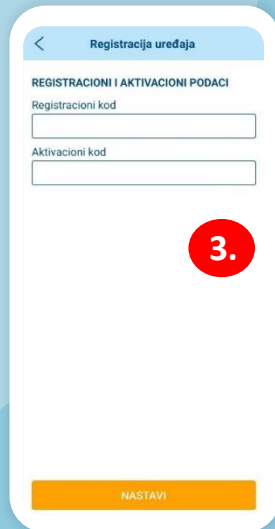 Registracija uređaja
REGISTRACIONI I AKTIVACIONI PODACI
Registracioni kod
Aktivacioni kod
3.
NASTAVI